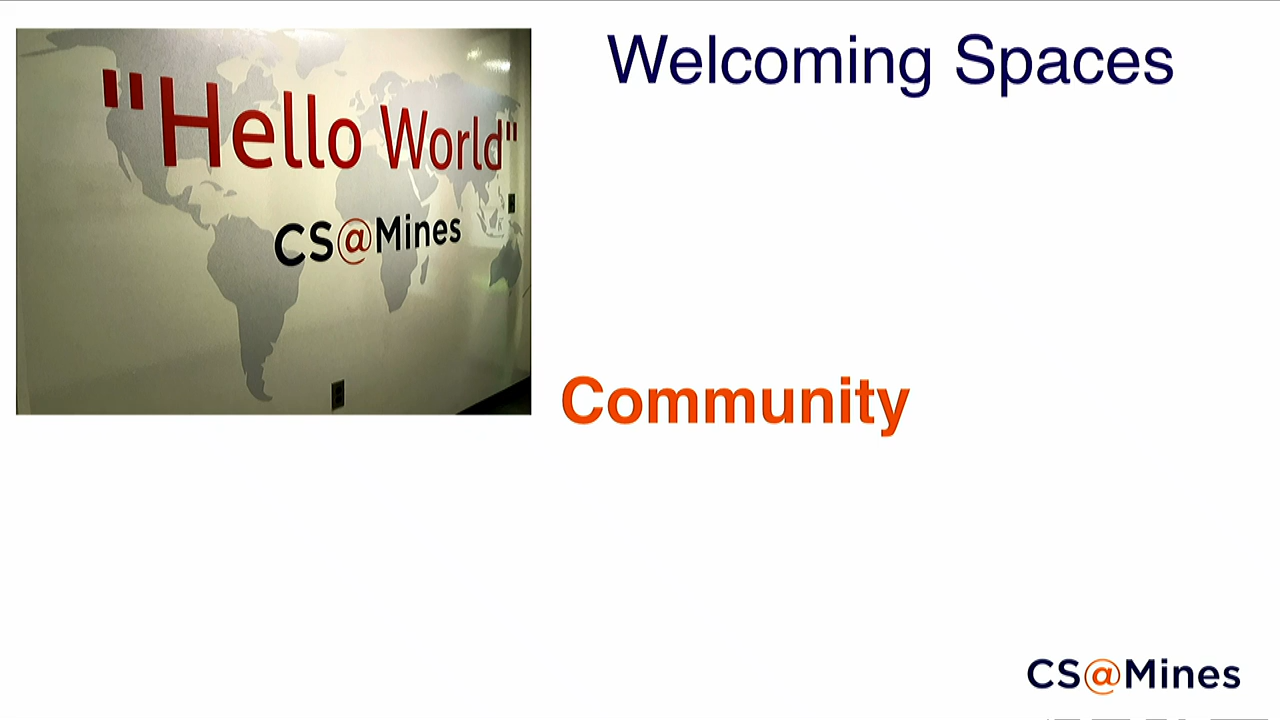 Welcoming Spaces
"Hello World"
CS@Mines
Community
CS@Mines